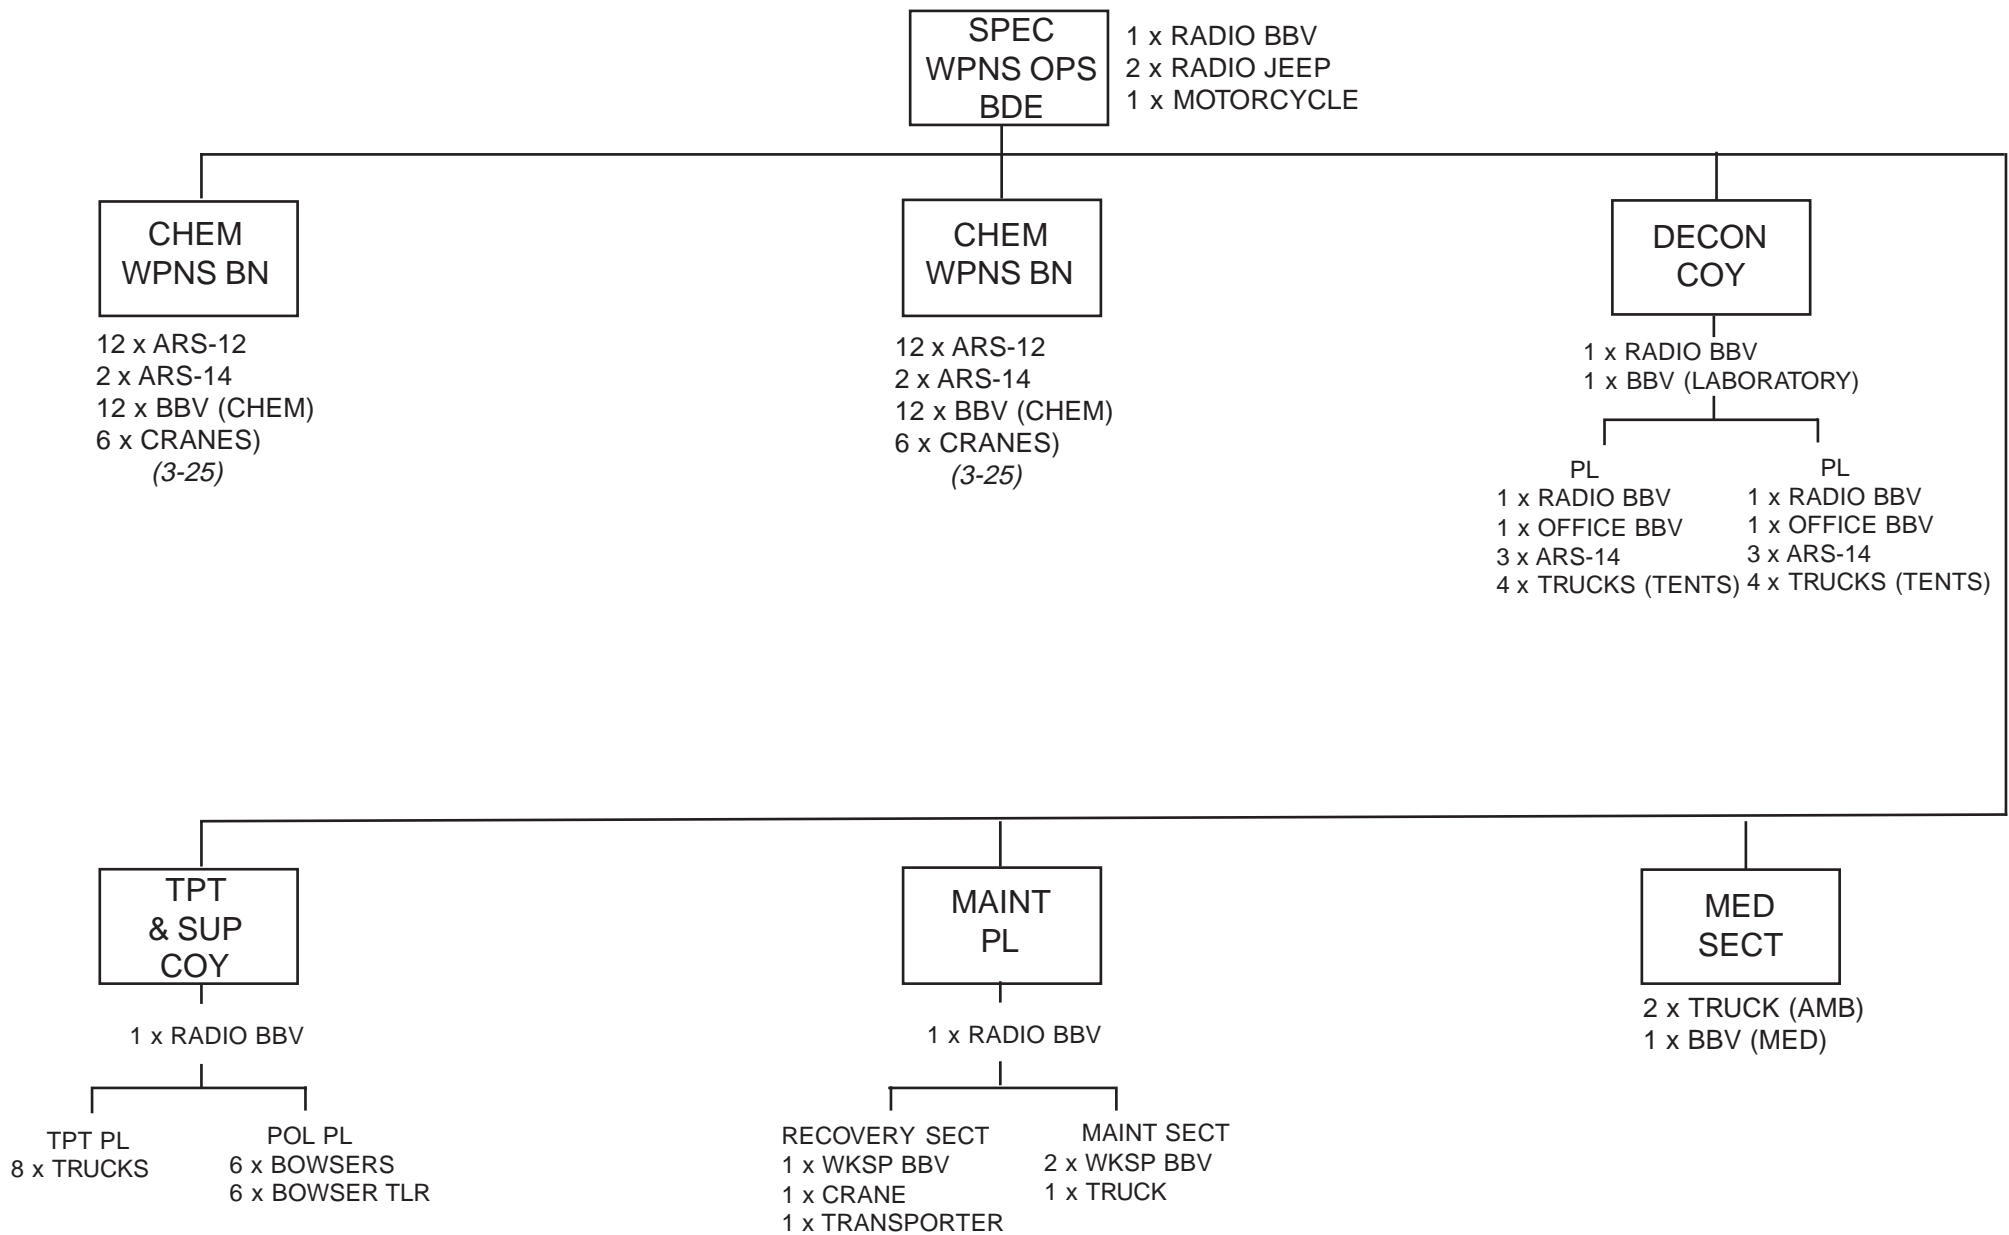 SPEC
WPNS OPS
BDE
1 x RADIO BBV
2 x RADIO JEEP
1 x MOTORCYCLE
CHEM
WPNS BN
12 x ARS-12
2 x ARS-14
12 x BBV (CHEM)
6 x CRANES)
(3-25)
CHEM
WPNS BN
12 x ARS-12
2 x ARS-14
12 x BBV (CHEM)
6 x CRANES)
(3-25)
DECON
COY
1 x RADIO BBV
1 x BBV (LABORATORY)
PL
1 x RADIO BBV
1 x OFFICE BBV
3 x ARS-14
4 x TRUCKS (TENTS)
PL
1 x RADIO BBV
1 x OFFICE BBV
3 x ARS-14
4 x TRUCKS (TENTS)
TPT
& SUP
COY
1 x RADIO BBV
TPT PL
8 x TRUCKS
POL PL
6 x BOWSERS
6 x BOWSER TLR
MAINT
PL
1 x RADIO BBV
RECOVERY SECT
1 x WKSP BBV
1 x CRANE
1 x TRANSPORTER
MAINT SECT
2 x WKSP BBV
1 x TRUCK
MED
SECT
2 x TRUCK (AMB)
1 x BBV (MED)